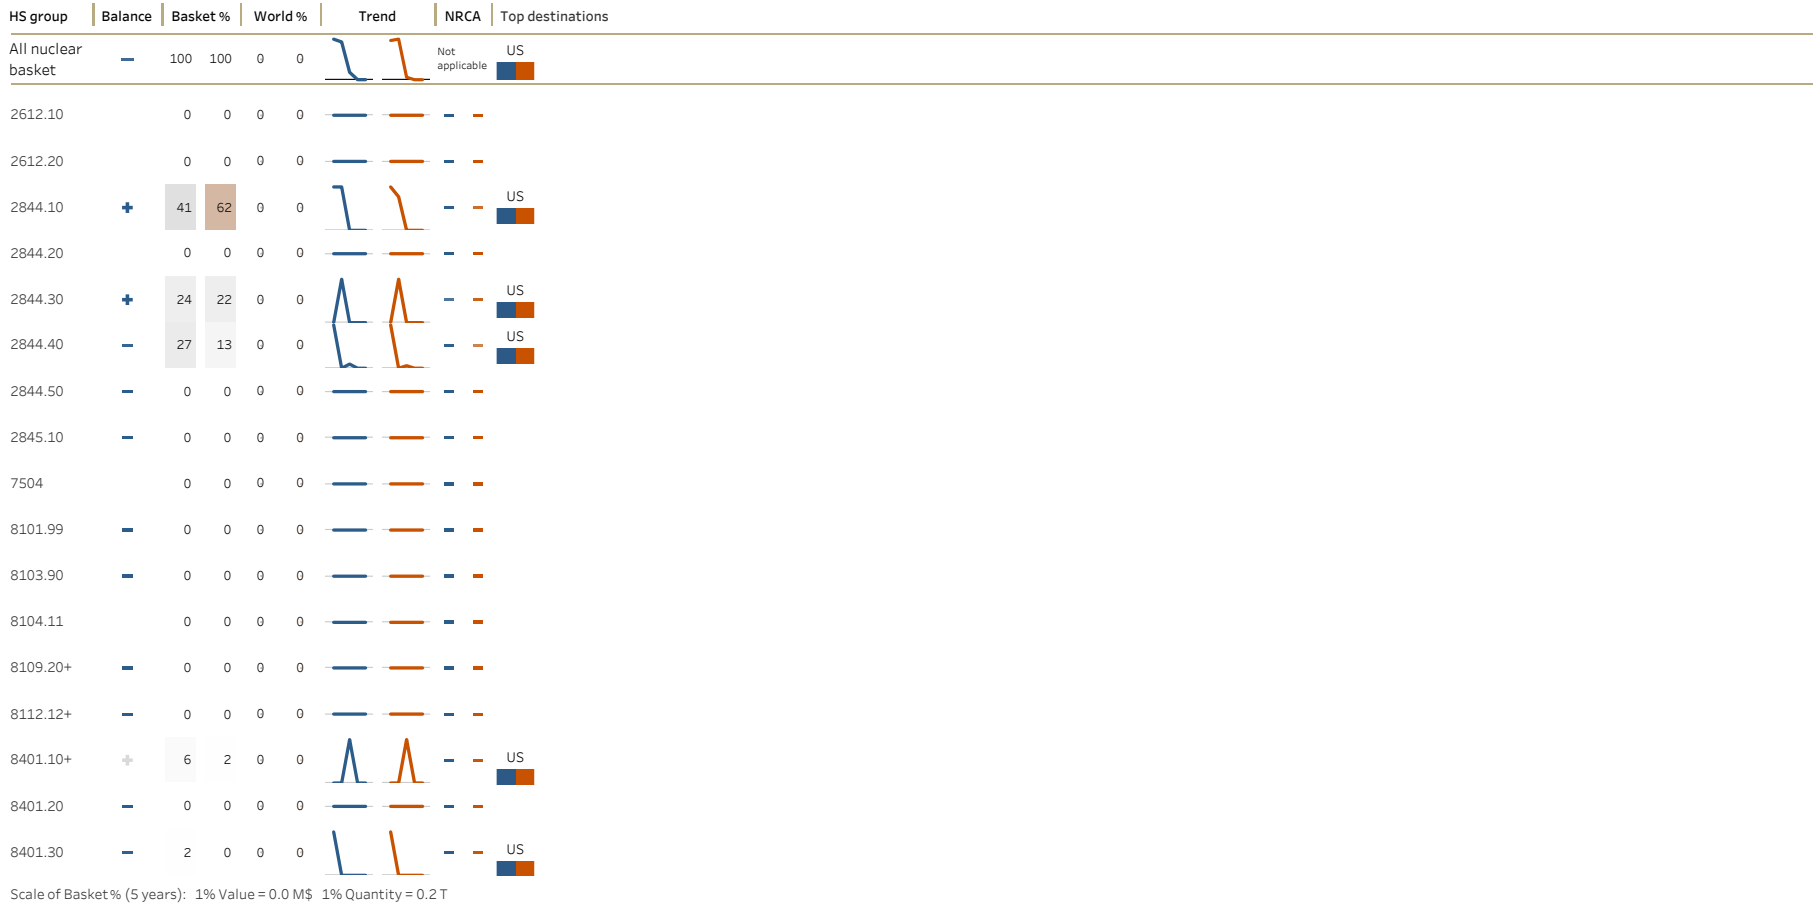 HS group Balance Basket % World % Trend NRCA Top destinations
All nuclear
basket
100 100 0 0
Not
applicable
US
2612.10 0 0 0 0
2612.20 0 0 0 0
2844.10 41 62 0 0 US
2844.20 0 0 0 0
2844.30 24 22 0 0 US
2844.40 27 13 0 0 US
2844.50 0 0 0 0
2845.10 0 0 0 0
7504 0 0 0 0
8101.99 0 0 0 0
8103.90 0 0 0 0
8104.11 0 0 0 0
8109.20+ 0 0 0 0
8112.12+ 0 0 0 0
8401.10+ 6 2 0 0 US
8401.20 0 0 0 0
8401.30 2 0 0 0 US
Scale of Basket% (5 years): 1% Value = 0.0 M$ 1% Quantity = 0.2 T